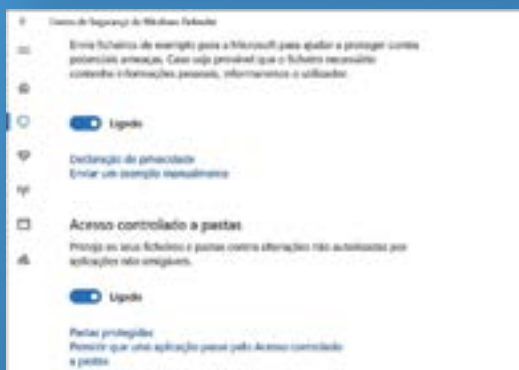 Centro de Segurança do Windows Defender
Envie ficheiros de exemplo para a Microsoft para ajudar a proteger contra
potenciais ameaças. Caso seja provável que o ficheiro necessário
contenha informações pessoais, informaremos o utilizador.
Ligado
Declaração de privacidade
Enviar um exemplo manualmente
Acesso controlado a pastas
Proteja os seus ficheiros e pastas contra alterações não autorizadas por
aplicações não amigáveis.
Ligado
Pastas protegidas
Permitir que uma aplicação passe pelo Acesso controlado
a pastas